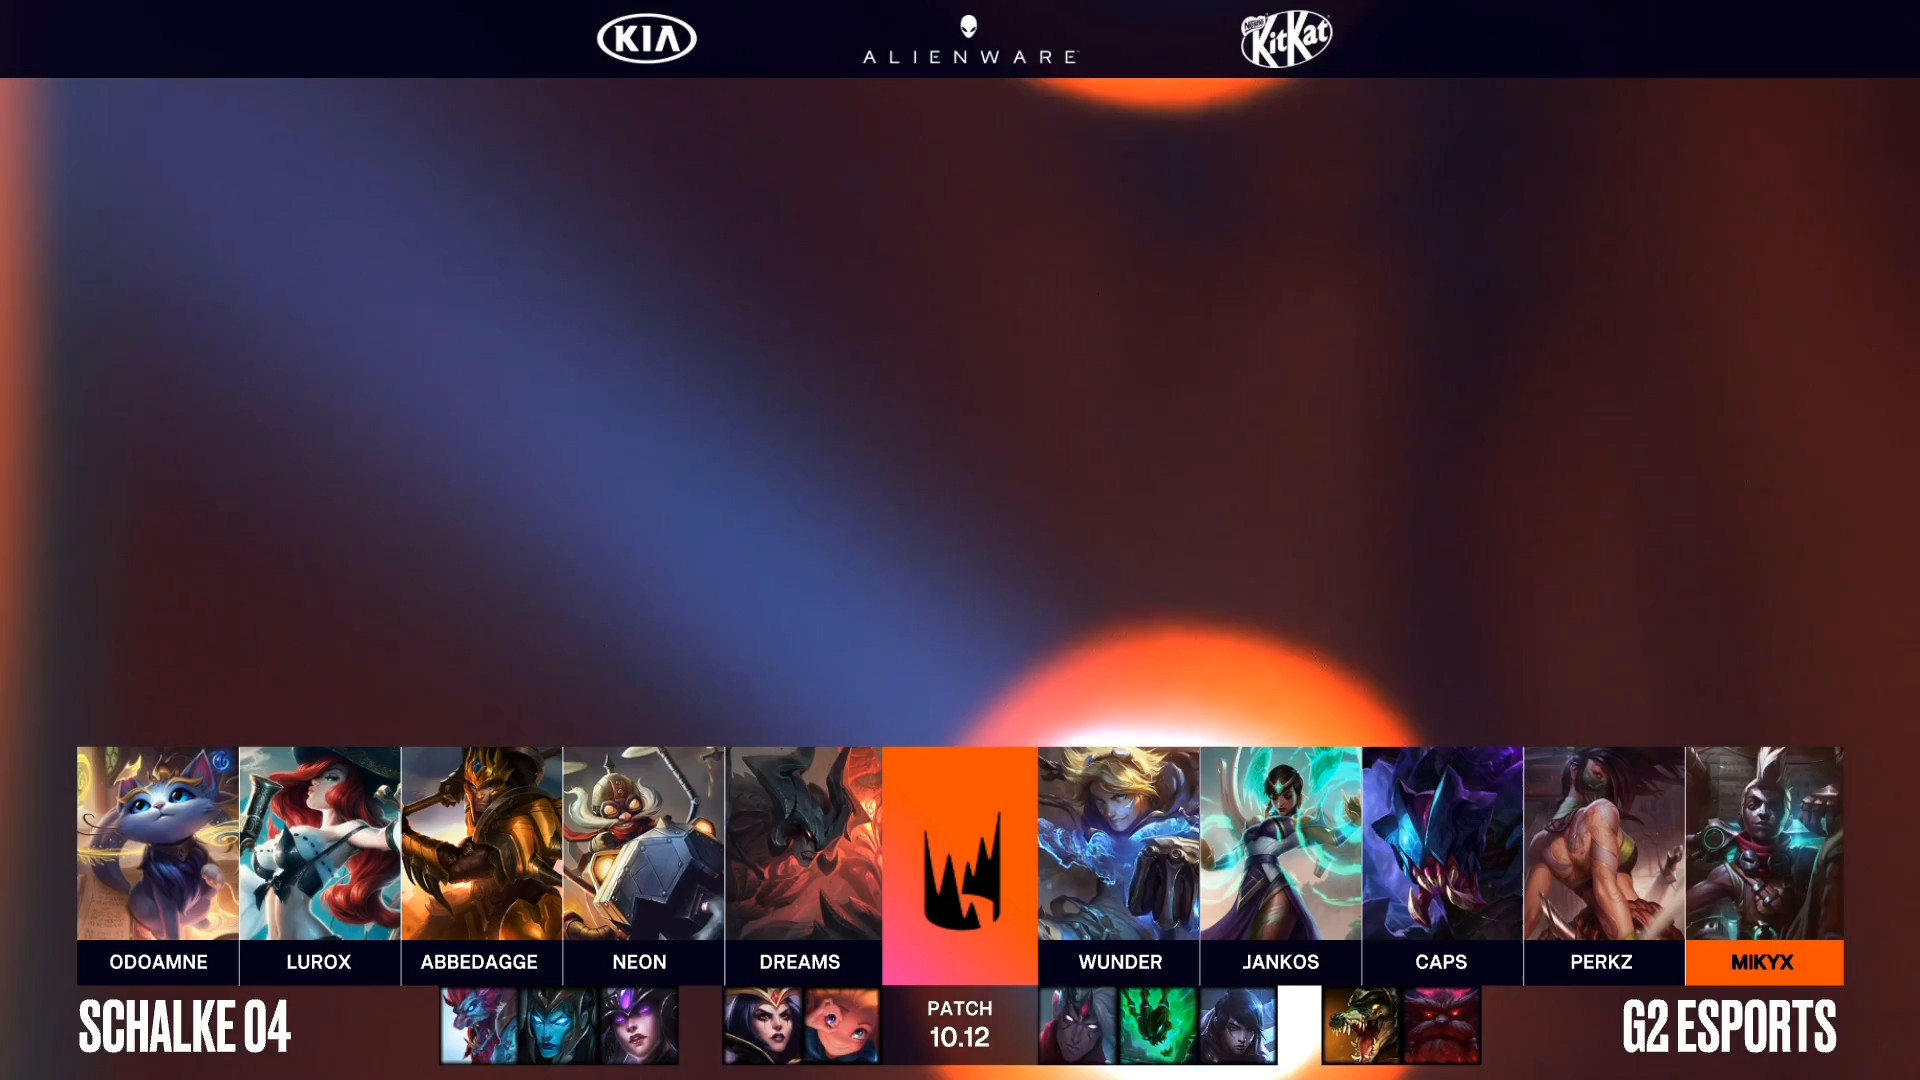 KIA
ALIENWARE
Nestlé
KitKat
ODOAMNE
LUROX
ABBEDAGGE
NEON
DREAMS
WUNDER
JANKOS
CAPS
PERKZ
MIKYX
SCHALKE 04
PATCH
10.12
G2 ESPORTS